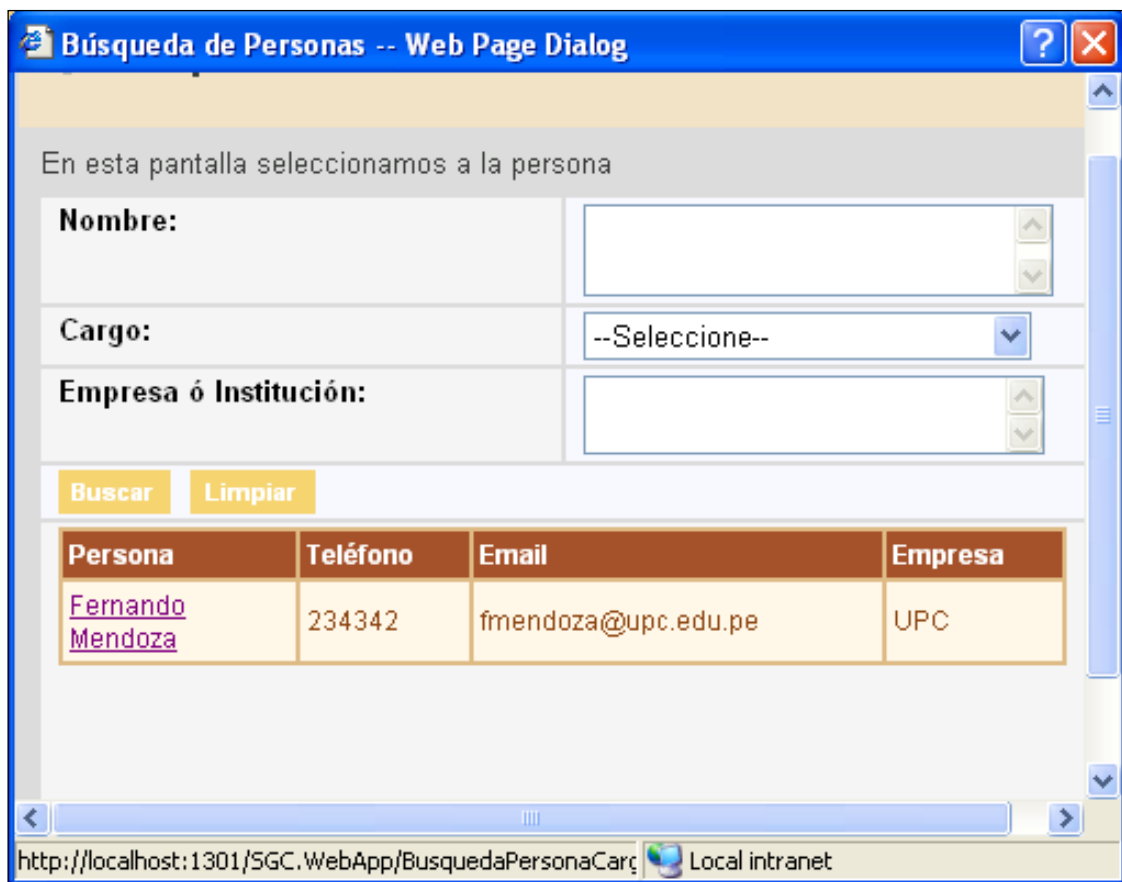 Búsqueda de Personas -- Web Page Dialog
En esta pantalla seleccionamos a la persona
Nombre:
Cargo:
--Seleccione--
Empresa ó Institución:
Buscar Limpiar
Persona Teléfono Email Empresa
Fernando
Mendoza
234342 fmendoza@upc.edu.pe UPC
http://localhost:1301/SGC.WebApp/BusquedaPersonaCarg Local intranet